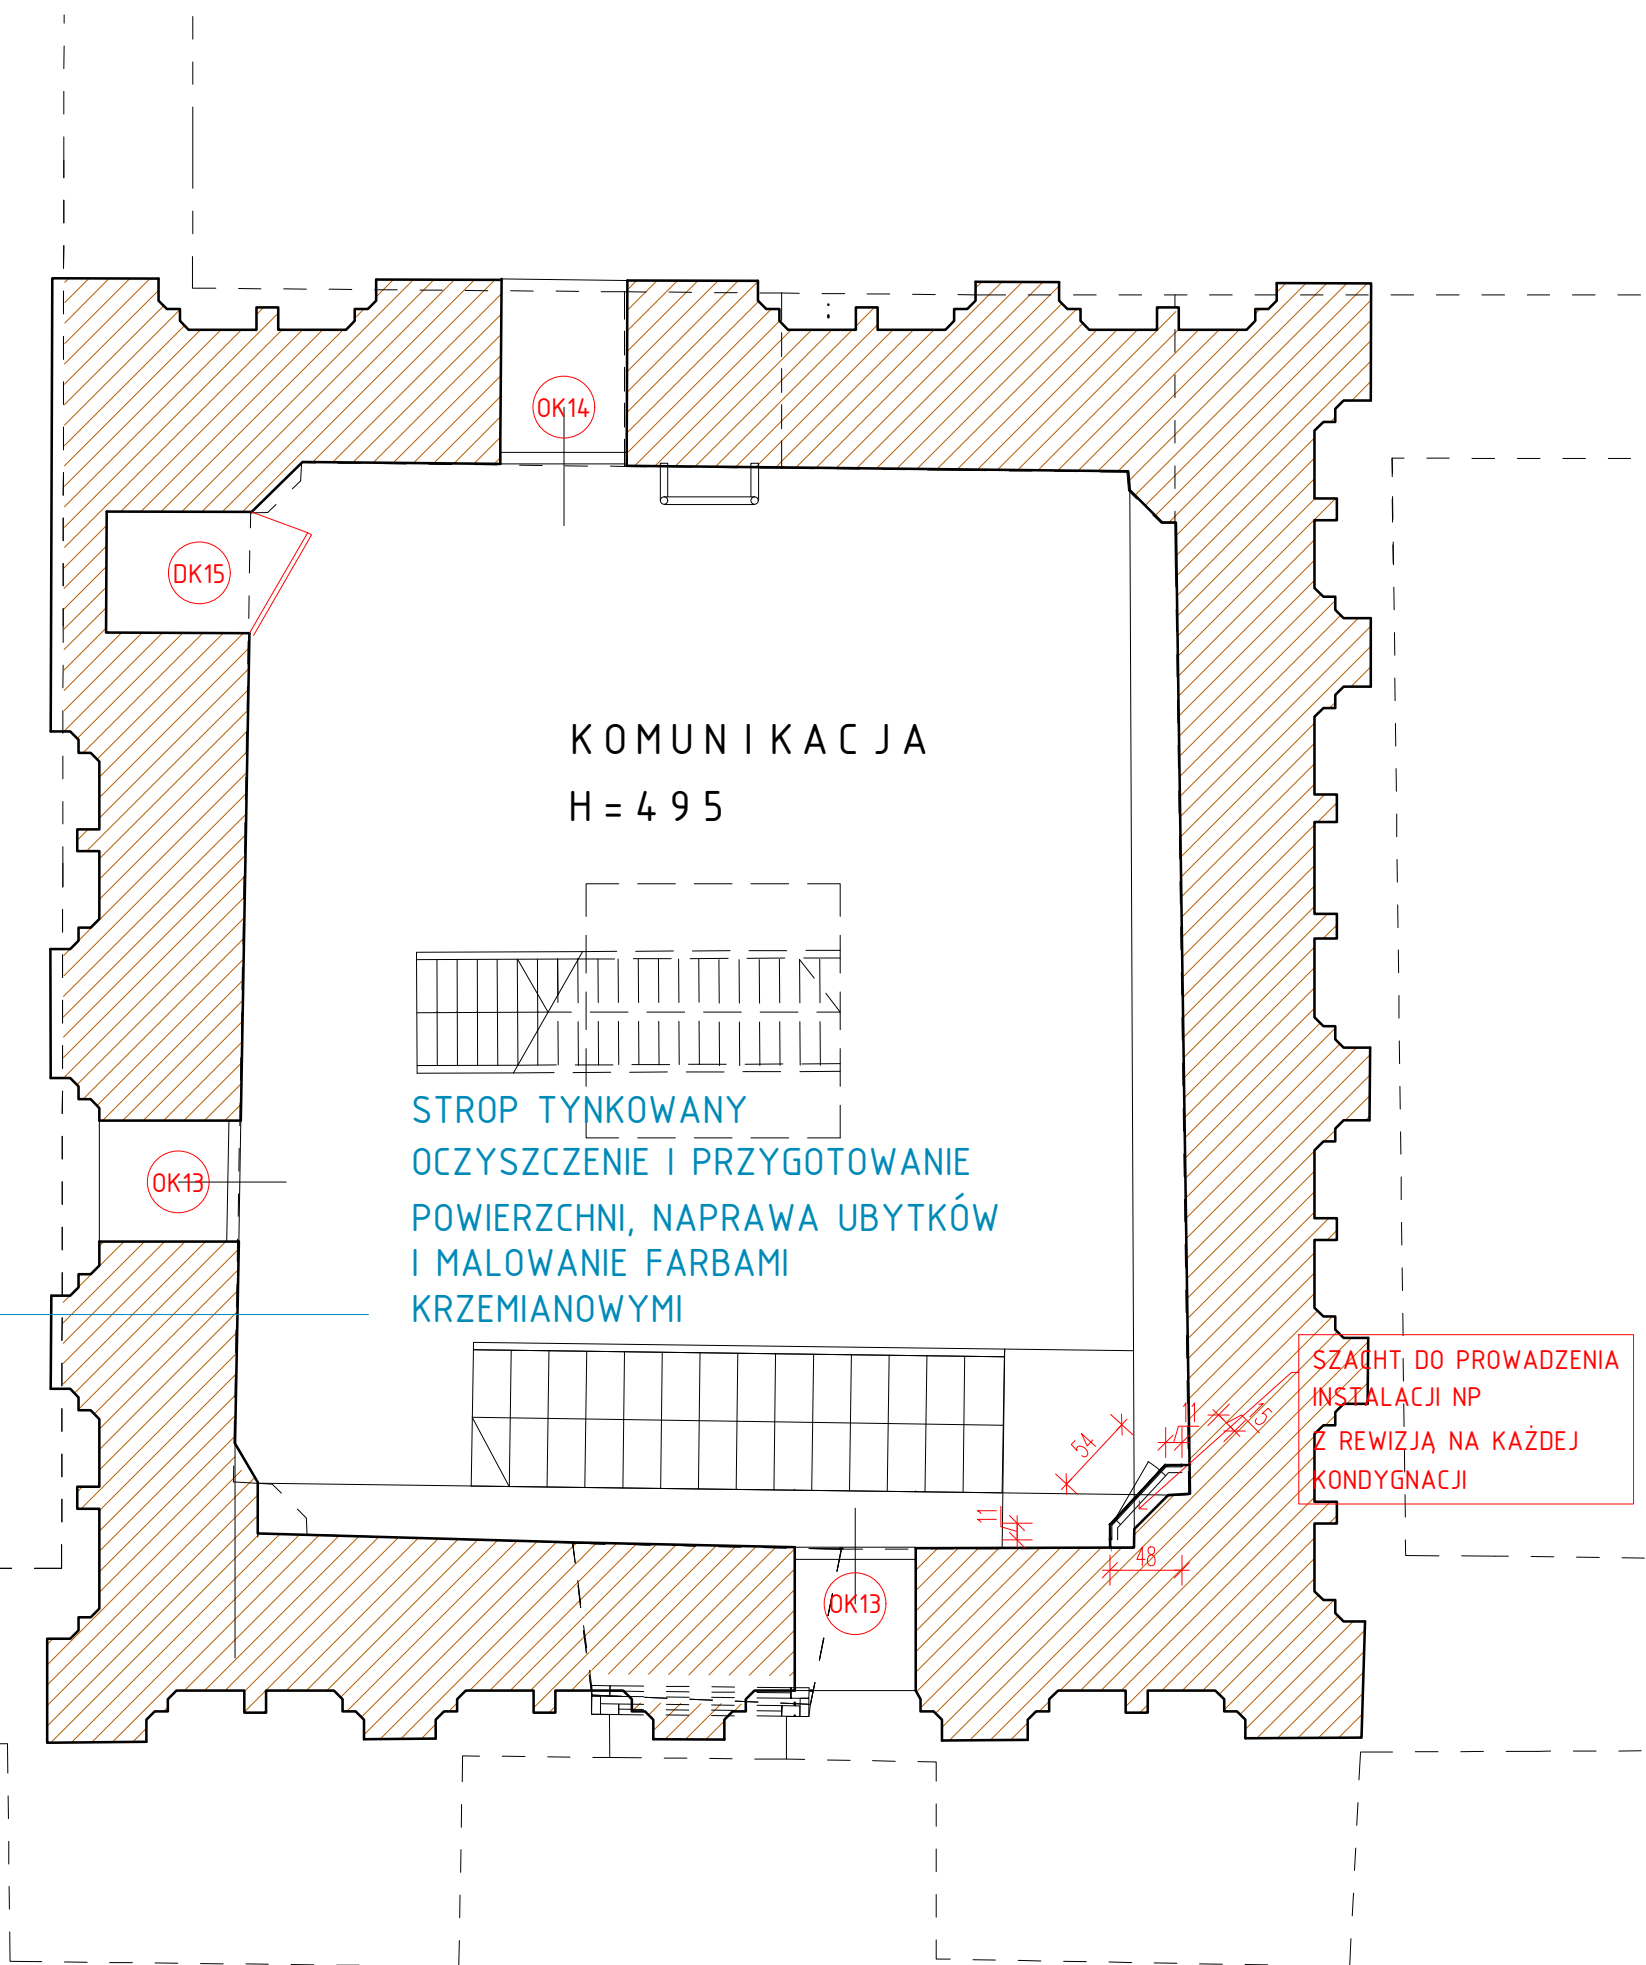 OK14
DK15
KOMUNIKACJA
H=495
STROP TYNKOWANY
OCZYSZCZENIE I PRZYGOTOWANIE
POWIERZCHNI, NAPRAWA UBYTKÓW
I MALOWANIE FARBAMI
KRZEMIANOWYMI
OK13
SZACHT DO PROWADZENIA
INSTALACJI NP
Z REWIZJĄ NA KAŻDEJ
KONDYGNACJI
11
15
54
11
48
OK13